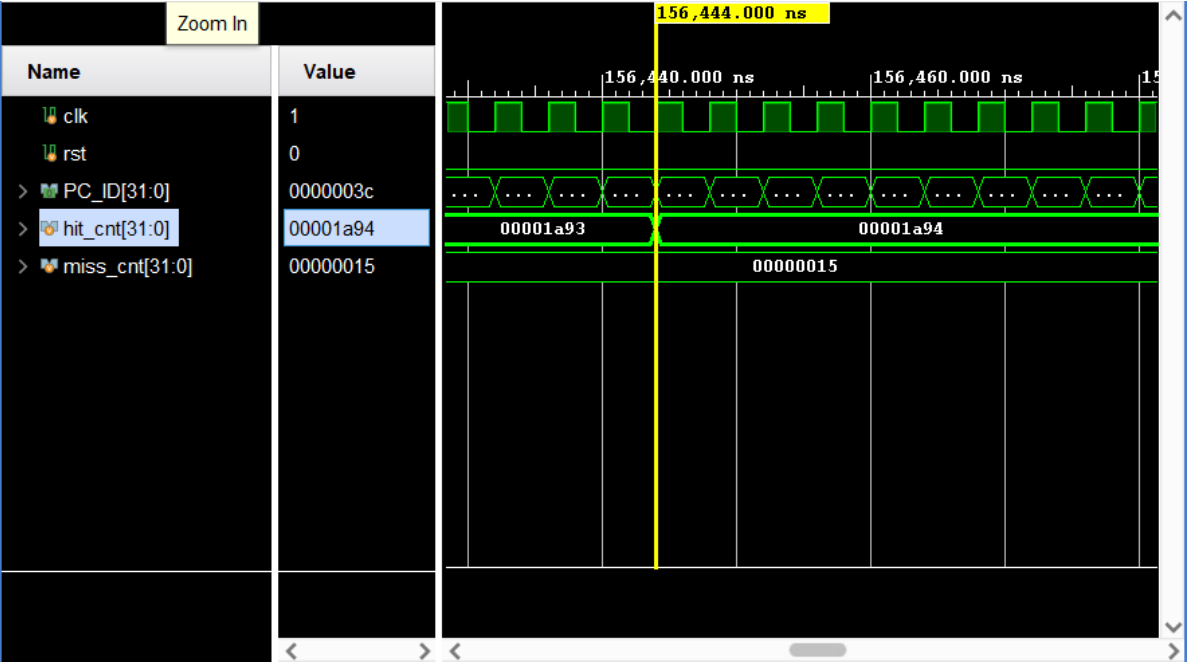 156,444.000 ns
Zoom In
Name Value
156,440.000 ns 156,460.000 ns 15
clk 1
rst 0
PC_ID[31:0] 0000003c ... ... ... ... ... ... ... ... ... ... ... ... ...
hit_cnt[31:0] 00001a94 00001a93 00001a94
miss_cnt[31:0] 00000015 00000015